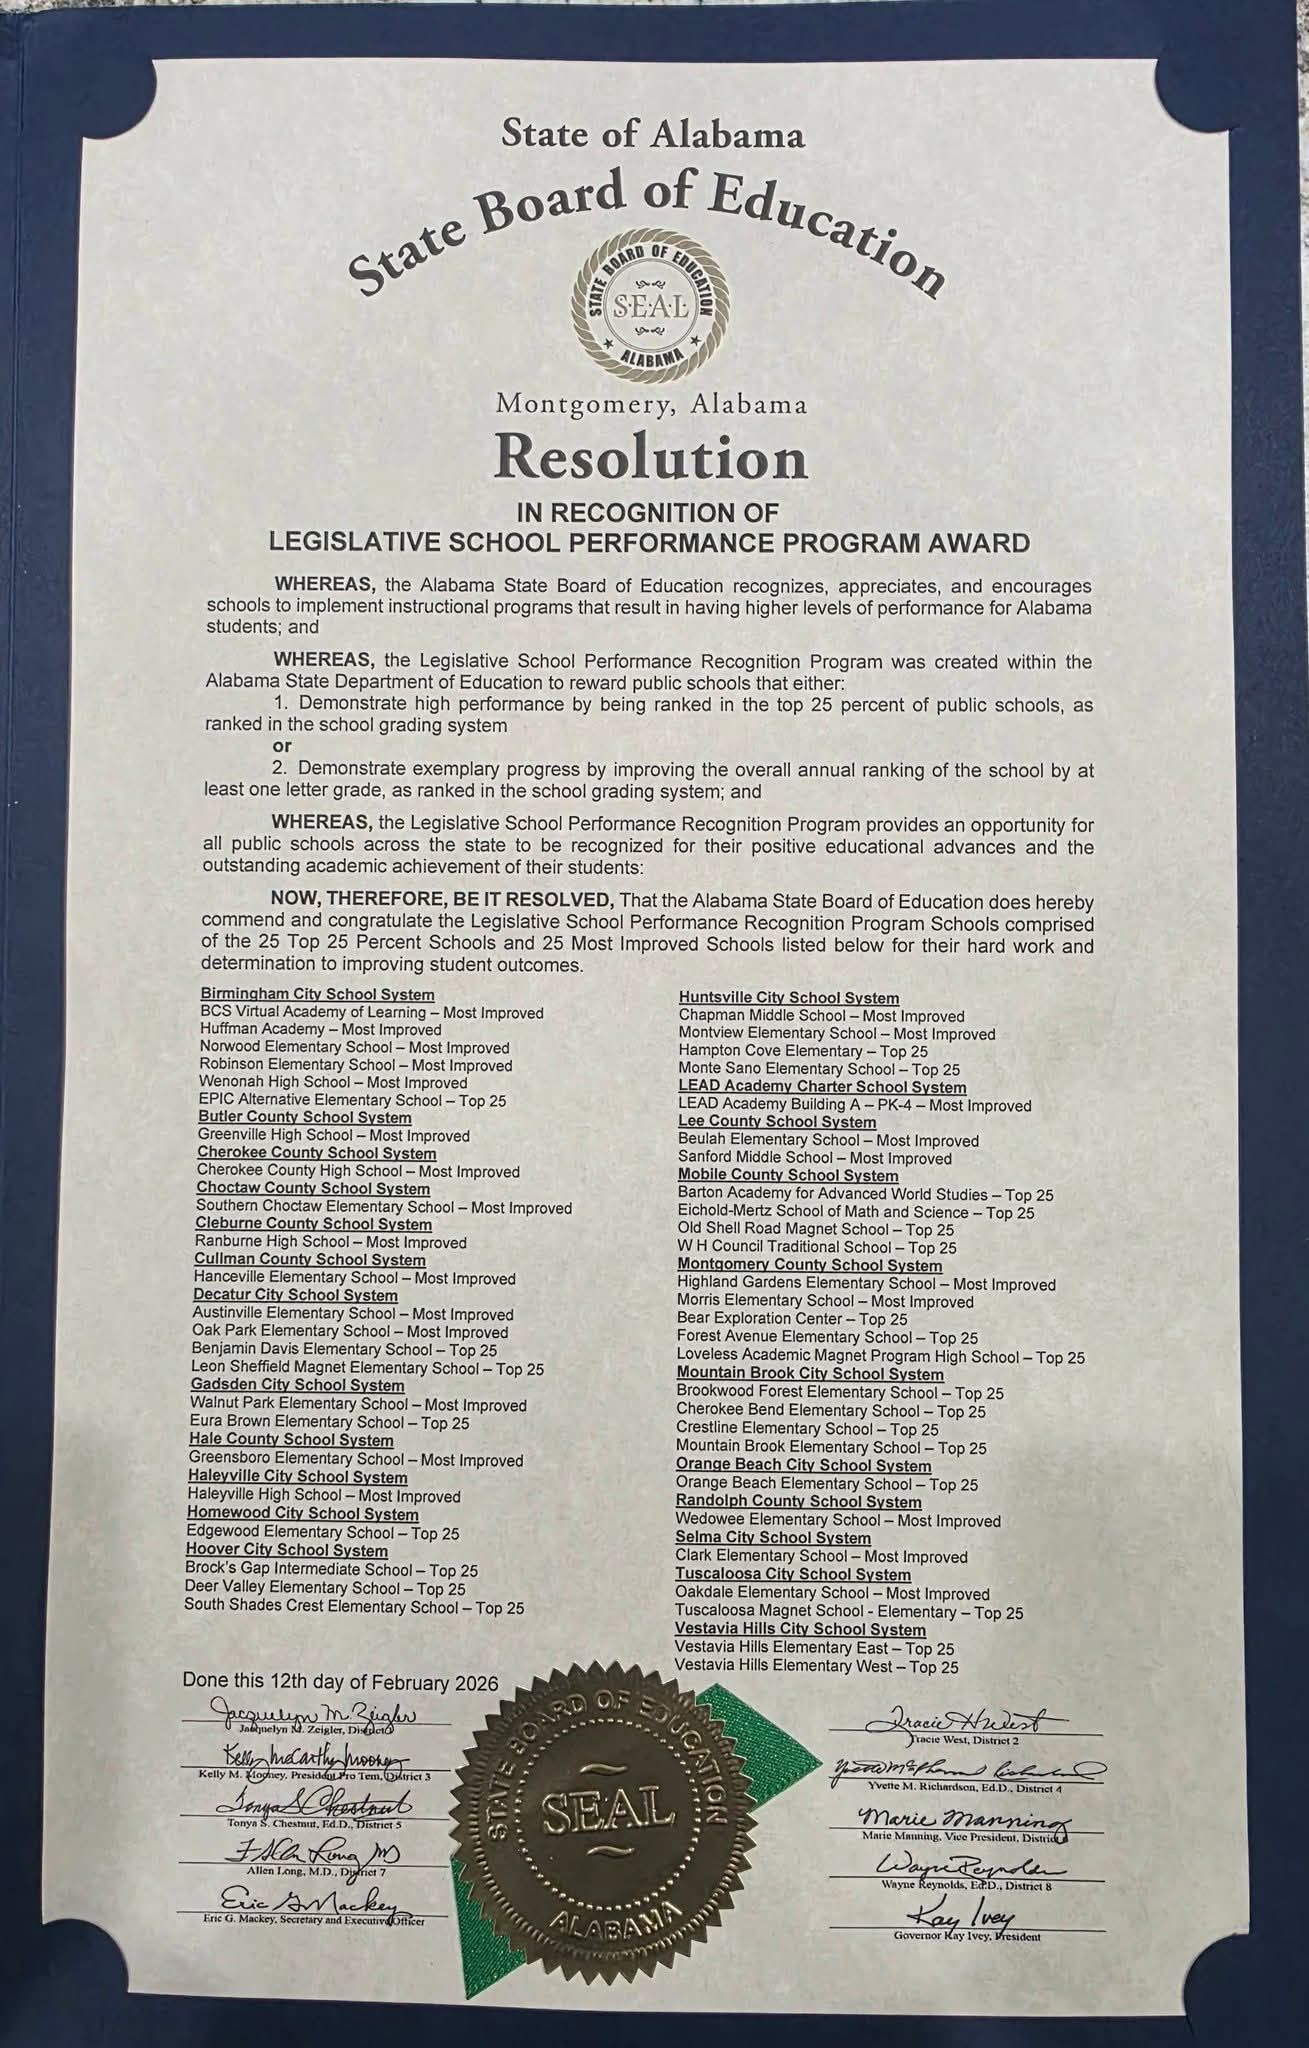 State of Alabama
State Board of Education
STATE BOARD OF EDUCATION
SEAL
ALABAMA
Montgomery, Alabama
Resolution
IN RECOGNITION OF
LEGISLATIVE SCHOOL PERFORMANCE PROGRAM AWARD
WHEREAS, the Alabama State Board of Education recognizes, appreciates, and encourages
schools to implement instructional programs that result in having higher levels of performance for Alabama
students; and
WHEREAS, the Legislative School Performance Recognition Program was created within the
Alabama State Department of Education to reward public schools that either:
1. Demonstrate high performance by being ranked in the top 25 percent of public schools, as
ranked in the school grading system
or
2. Demonstrate exemplary progress by improving the overall annual ranking of the school by at
least one letter grade, as ranked in the school grading system; and
WHEREAS, the Legislative School Performance Recognition Program provides an opportunity for
all public schools across the state to be recognized for their positive educational advances and the
outstanding academic achievement of their students:
NOW, THEREFORE, BE IT RESOLVED, That the Alabama State Board of Education does hereby
commend and congratulate the Legislative School Performance Recognition Program Schools comprised
of the 25 Top 25 Percent Schools and 25 Most Improved Schools listed below for their hard work and
determination to improving student outcomes.
Birmingham City School System
BCS Virtual Academy of Learning – Most Improved
Huffman Academy – Most Improved
Norwood Elementary School – Most Improved
Robinson Elementary School – Most Improved
Wenonah High School – Most Improved
EPIC Alternative Elementary School – Top 25
Butler County School System
Greenville High School – Most Improved
Cherokee County School System
Cherokee County High School – Most Improved
Choctaw County School System
Southern Choctaw Elementary School – Most Improved
Cleburne County School System
Ranburne High School – Most Improved
Cullman County School System
Hanceville Elementary School – Most Improved
Decatur City School System
Austinville Elementary School – Most Improved
Oak Park Elementary School – Most Improved
Benjamin Davis Elementary School – Top 25
Leon Sheffield Magnet Elementary School – Top 25
Gadsden City School System
Walnut Park Elementary School – Most Improved
Eura Brown Elementary School – Top 25
Hale County School System
Greensboro Elementary School – Most Improved
Haleyville City School System
Haleyville High School – Most Improved
Homewood City School System
Edgewood Elementary School – Top 25
Hoover City School System
Brock's Gap Intermediate School – Top 25
Deer Valley Elementary School – Top 25
South Shades Crest Elementary School – Top 25
Huntsville City School System
Chapman Middle School – Most Improved
Montview Elementary School – Most Improved
Hampton Cove Elementary – Top 25
Monte Sano Elementary School – Top 25
LEAD Academy Charter School System
LEAD Academy Building A – PK-4 – Most Improved
Lee County School System
Beulah Elementary School – Most Improved
Sanford Middle School – Most Improved
Mobile County School System
Barton Academy for Advanced World Studies – Top 25
Eichold-Mertz School of Math and Science – Top 25
Old Shell Road Magnet School – Top 25
W H Council Traditional School – Top 25
Montgomery County School System
Highland Gardens Elementary School – Most Improved
Morris Elementary School – Most Improved
Bear Exploration Center – Top 25
Forest Avenue Elementary School – Top 25
Loveless Academic Magnet Program High School – Top 25
Mountain Brook City School System
Brookwood Forest Elementary School – Top 25
Cherokee Bend Elementary School – Top 25
Crestline Elementary School – Top 25
Mountain Brook Elementary School – Top 25
Orange Beach City School System
Orange Beach Elementary School – Top 25
Randolph County School System
Wedowee Elementary School – Most Improved
Selma City School System
Clark Elementary School – Most Improved
Tuscaloosa City School System
Oakdale Elementary School – Most Improved
Tuscaloosa Magnet School - Elementary – Top 25
Vestavia Hills City School System
Vestavia Hills Elementary East – Top 25
Vestavia Hills Elementary West – Top 25
Done this 12th day of February 2026
Jacquelyn M. Zeigler
Jacquelyn M. Zeigler, District
Kelly McCarthy Mooney
Kelly M. Mooney, President Pro Tem, District 3
Tonya S Chestnut
Tonya S. Chestnut, Ed.D., District 5
Allen Long MD
Allen Long, M.D., District 7
Eric G Mackey
Eric G. Mackey, Secretary and Executive Officer
STATE BOARD OF EDUCATION
SEAL
ALABAMA
Tracie H West
Tracie West, District 2
Yvette M. Richardson, Ed.D., District 4
Marie Manning
Marie Manning, Vice President, District
Wayne Reynolds
Wayne Reynolds, Ed.D., District 8
Kay Ivey
Governor Kay Ivey, President